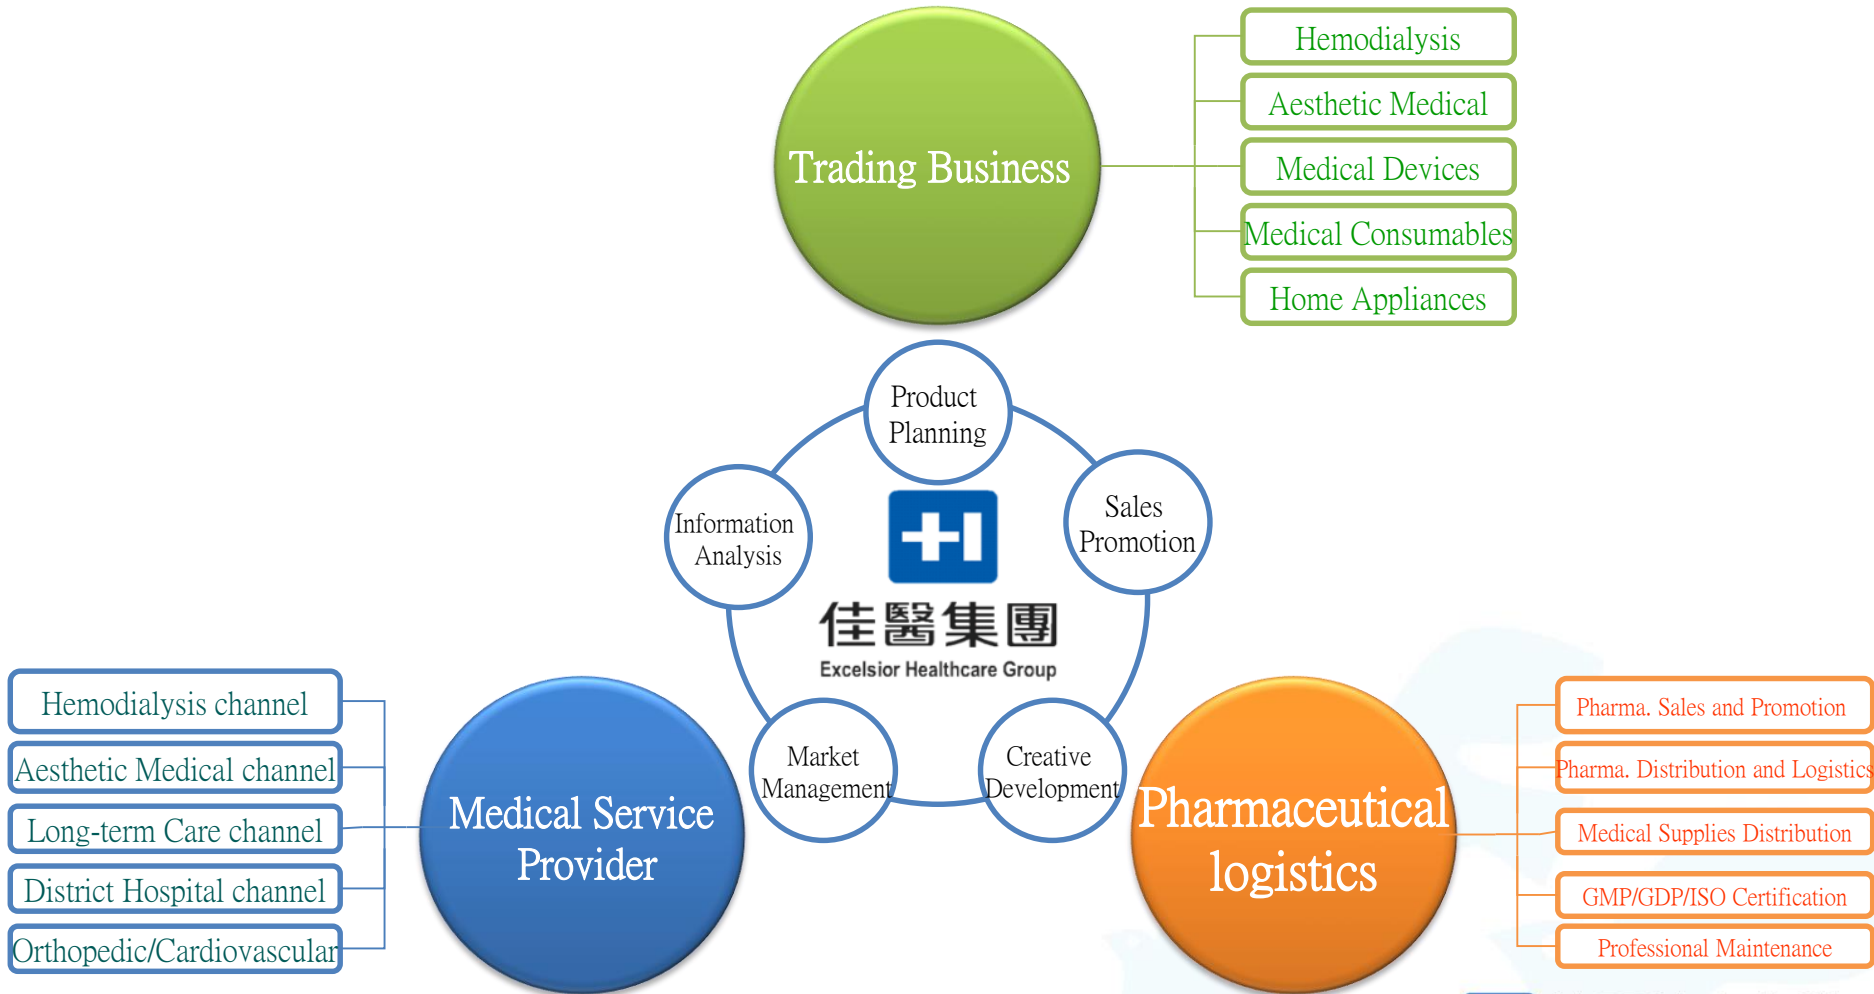 Trading Business
Hemodialysis
Aesthetic Medical
Medical Devices
Medical Consumables
Home Appliances
Product
Planning
Sales
Promotion
Information
Analysis
佳醫集團
Excelsior Healthcare Group
Market
Management
Creative
Development
Hemodialysis channel
Aesthetic Medical channel
Long-term Care channel
District Hospital channel
Orthopedic/Cardiovascular
Medical Service
Provider
Pharmaceutical
logistics
Pharma. Sales and Promotion
Pharma. Distribution and Logistics
Medical Supplies Distribution
GMP/GDP/ISO Certification
Professional Maintenance